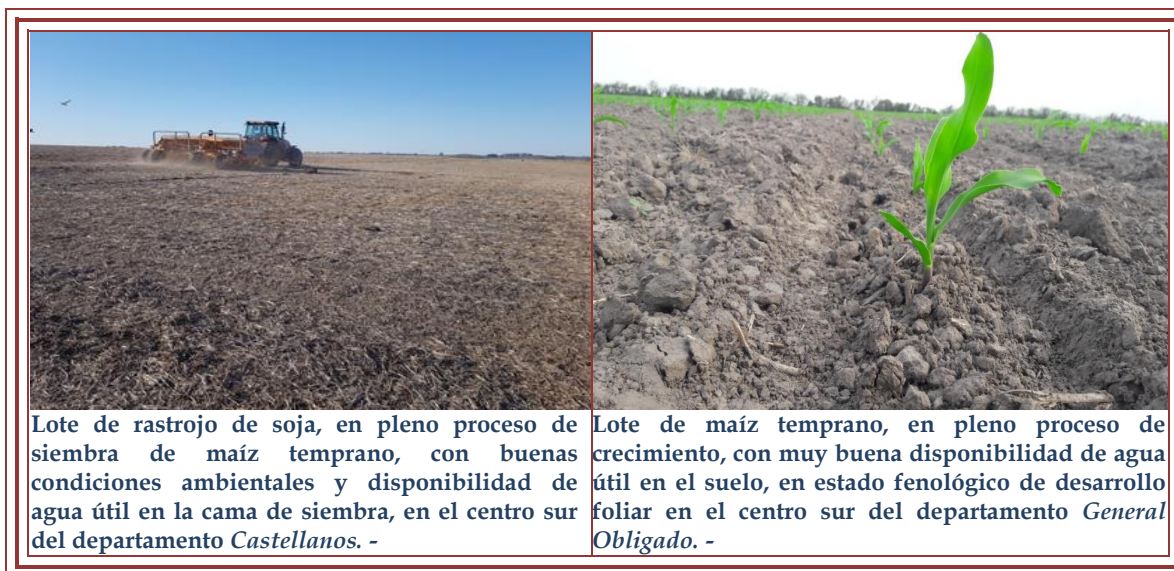 Lote de rastrojo de soja, en pleno proceso de
siembra de maíz temprano, con buenas
condiciones ambientales y disponibilidad de
agua útil en la cama de siembra, en el centro sur
del departamento Castellanos. -
Lote de maíz temprano, en pleno proceso de
crecimiento, con muy buena disponibilidad de agua
útil en el suelo, en estado fenológico de desarrollo
foliar en el centro sur del departamento General
Obligado. -